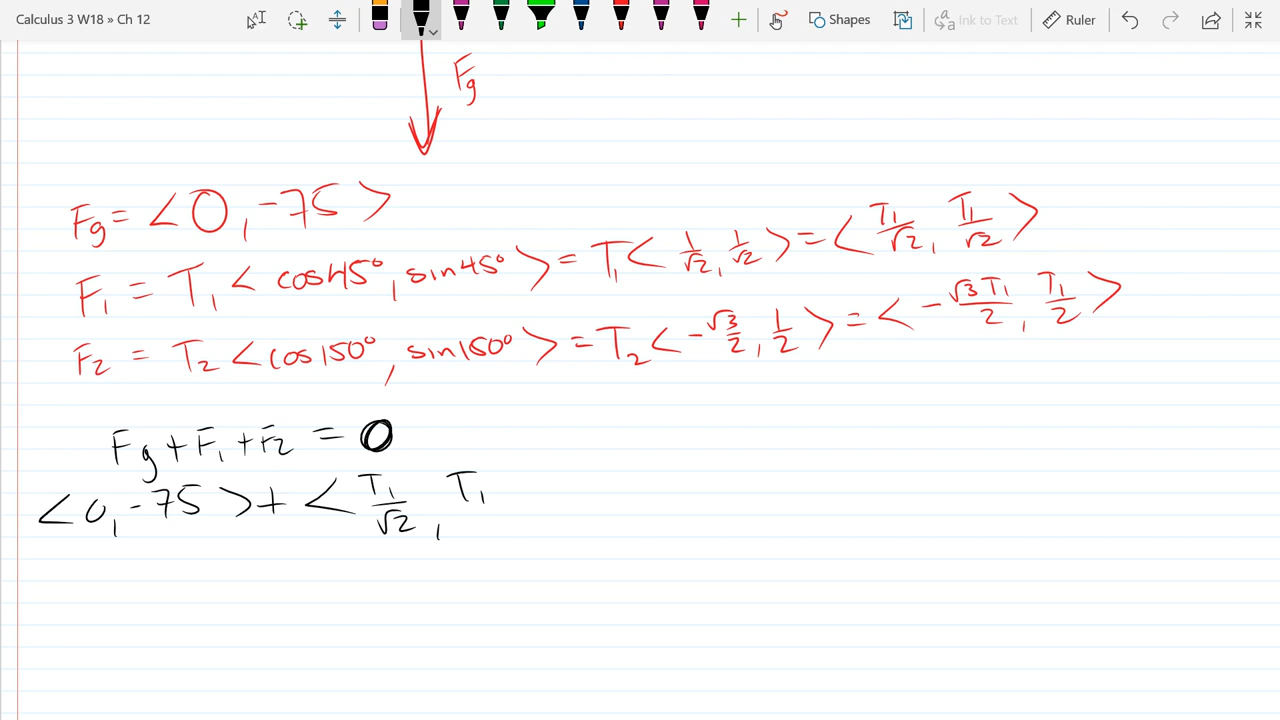 Calculus 3 W18 » Ch 12
Shapes
Ink to Text
Ruler
Fg
Fg = <0, -75>
F₁ = T₁ <cos45°, sin45°> = T₁ <1/√2, 1/√2> = <T₁/√2, T₁/√2>
F₂ = T₂ <cos150°, sin150°> = T₂ <-√3/2, 1/2> = <-√3 T₁/2, T₁/2>
Fg + F₁ + F₂ = 0
<0, -75> + <T₁/√2, T₁